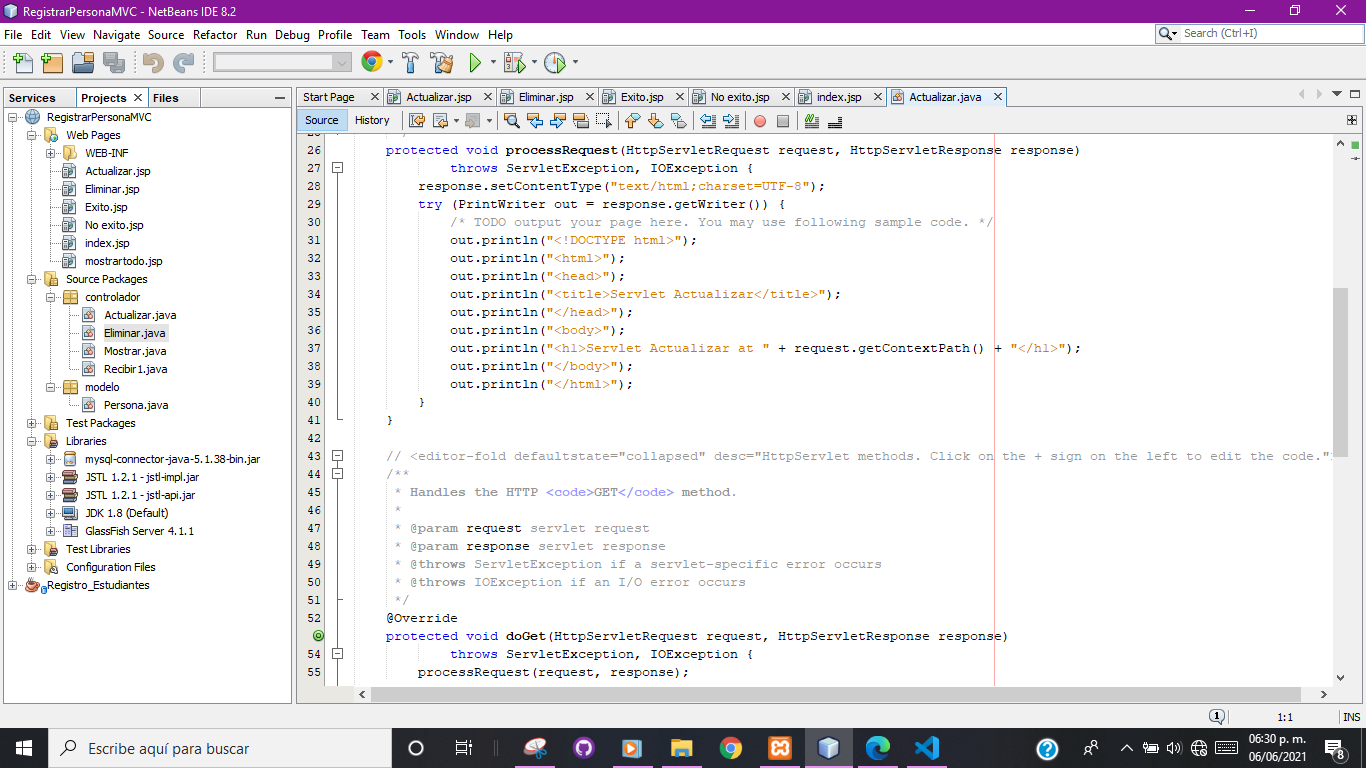 RegistrarPersonaMVC - NetBeans IDE 8.2
File Edit View Navigate Source Refactor Run Debug Profile Team Tools Window Help
Search (Ctrl+I)
Services Projects Files
RegistrarPersonaMVC
Web Pages
WEB-INF
Actualizar.jsp
Eliminar.jsp
Exito.jsp
No exito.jsp
index.jsp
mostrartodo.jsp
Source Packages
controlador
Actualizar.java
Eliminar.java
Mostrar.java
Recibir1.java
modelo
Persona.java
Test Packages
Libraries
mysql-connector-java-5.1.38-bin.jar
JSTL 1.2.1 - jstl-impl.jar
JSTL 1.2.1 - jstl-api.jar
JDK 1.8 (Default)
GlassFish Server 4.1.1
Test Libraries
Configuration Files
Registro_Estudiantes
Start Page Actualizar.jsp Eliminar.jsp Exito.jsp No exito.jsp index.jsp Actualizar.java
Source History
26 protected void processRequest(HttpServletRequest request, HttpServletResponse response)
27 throws ServletException, IOException {
28 response.setContentType("text/html;charset=UTF-8");
29 try (PrintWriter out = response.getWriter()) {
30 /* TODO output your page here. You may use following sample code. */
31 out.println("<!DOCTYPE html>");
32 out.println("<html>");
33 out.println("<head>");
34 out.println("<title>Servlet Actualizar</title>");
35 out.println("</head>");
36 out.println("<body>");
37 out.println("<h1>Servlet Actualizar at " + request.getContextPath() + "</h1>");
38 out.println("</body>");
39 out.println("</html>");
40 }
41 }
42
43 // <editor-fold defaultstate="collapsed" desc="HttpServlet methods. Click on the + sign on the left to edit the code."
44 /**
45 * Handles the HTTP <code>GET</code> method.
46 *
47 * @param request servlet request
48 * @param response servlet response
49 * @throws ServletException if a servlet-specific error occurs
50 * @throws IOException if an I/O error occurs
51 */
52 @Override
protected void doGet(HttpServletRequest request, HttpServletResponse response)
54 throws ServletException, IOException {
55 processRequest(request, response);
1 1:1 INS
Escribe aquí para buscar
06:30 p. m.
06/06/2021
8